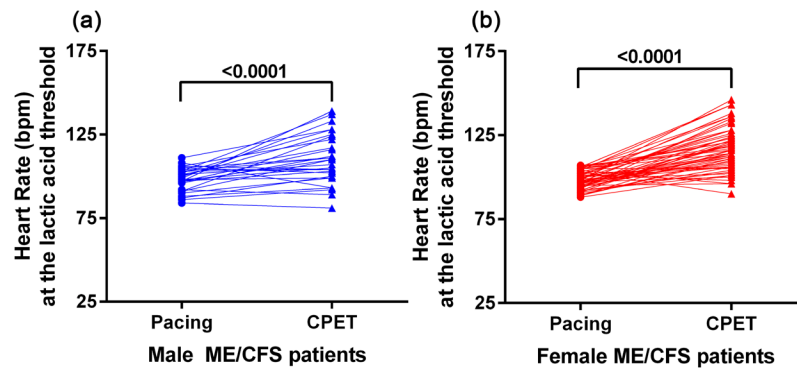 (a)
<0.0001
175
125
75
25
Heart Rate (bpm)
at the lactic acid threshold
Pacing CPET
Male ME/CFS patients
(b)
<0.0001
175
125
75
25
Heart Rate (bpm)
at the lactic acid threshold
Pacing CPET
Female ME/CFS patients